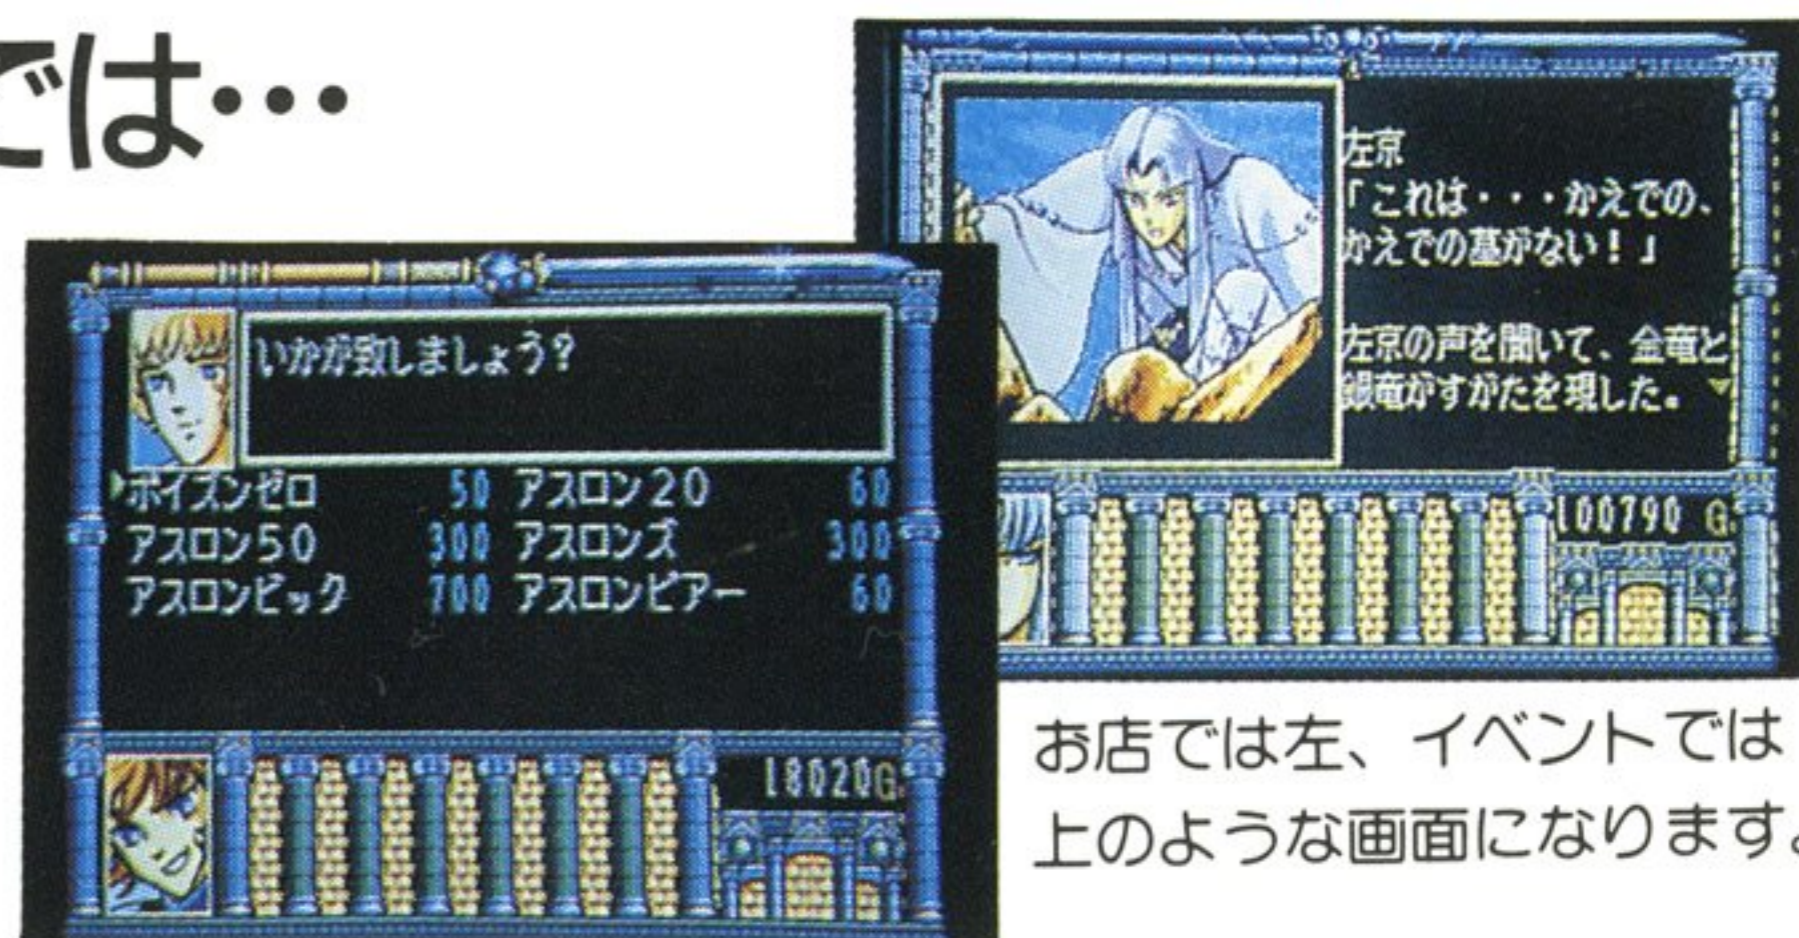 では…
左京
「これは・・・かえでの、
かえでの墓がない！」
左京の声を聞いて、金竜と
銀竜がすがたを現した。
100790 G.
いかが致しましょう？
ポイズンゼロ 50 アスロン20 60
アスロン50 300 アスロンズ 300
アスロンビック 700 アスロンピアー 60
18020G.
お店では左、イベントでは
上のような画面になります。